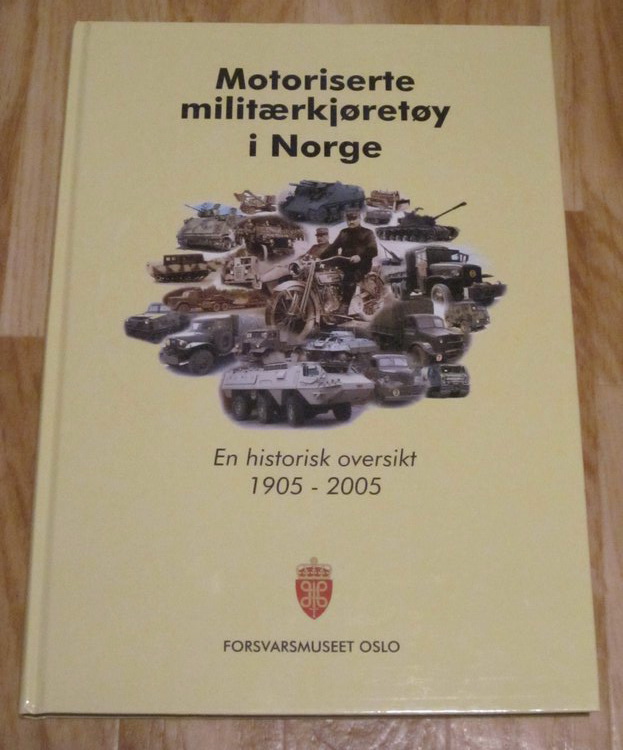 Motoriserte
militærkjøretøy
i Norge
En historisk oversikt
1905 - 2005
FORSVARSMUSEET OSLO